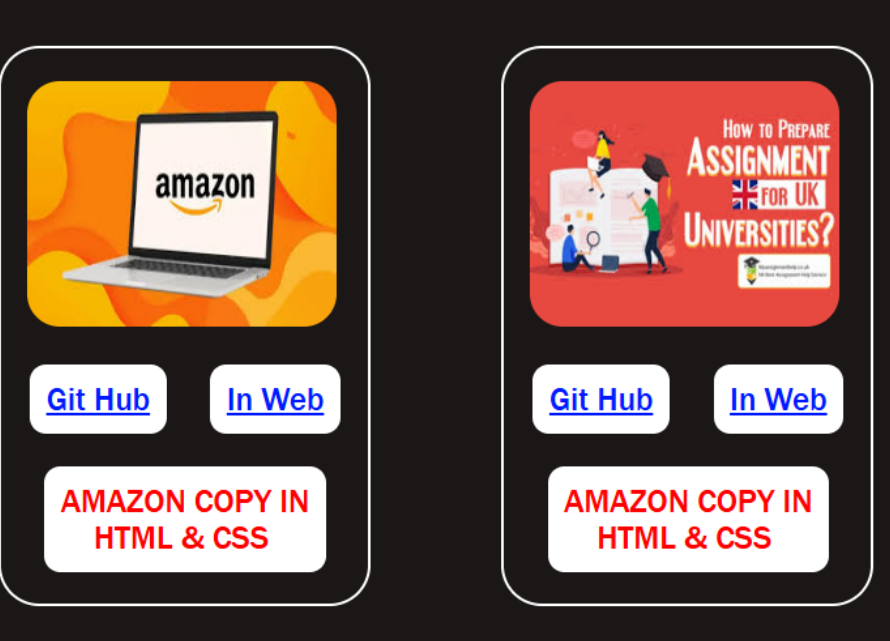 amazon
Git Hub
In Web
AMAZON COPY IN
HTML & CSS
HOW TO PREPARE
ASSIGNMENT
FOR UK
UNIVERSITIES?
Git Hub
In Web
AMAZON COPY IN
HTML & CSS